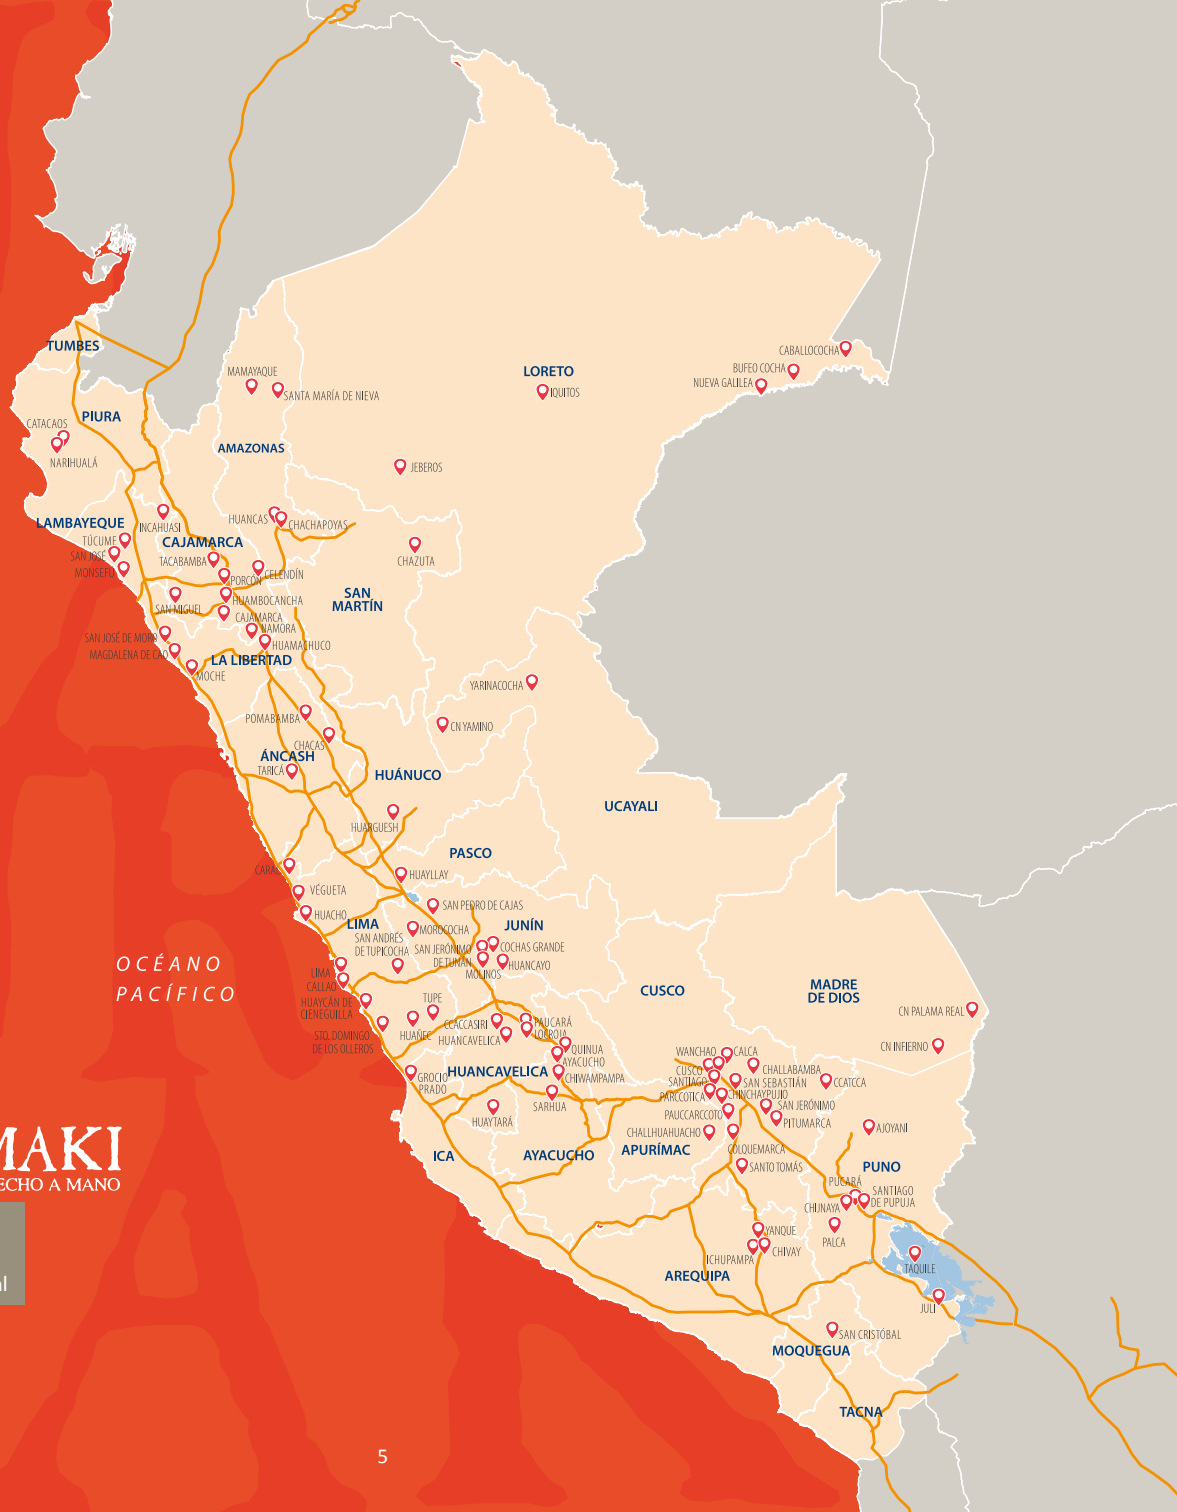 TUMBES
CABALLOCOCHA
BUFEO COCHA
NUEVA GALILEA
MAMAYAQUE
SANTA MARÍA DE NIEVA
LORETO
IQUITOS
PIURA
CATACAOS
NARIHUALÁ
AMAZONAS
JEBEROS
LAMBAYEQUE
INCAHUASI
HUANCAS
CHACHAPOYAS
TÚCUME
SAN JOSÉ
MONSEFÚ
CAJAMARCA
TACABAMBA
PORCÓN
CELENDÍN
CHAZUTA
SAN
MARTÍN
SAN MIGUEL
HUAMBOCANCHA
CAJAMARCA
NAMORA
HUAMACHUCO
SAN JOSÉ DE MORO
MAGDALENA DE CAO
MOCHE
LA LIBERTAD
YARINACOCHA
CN YAMINO
POMABAMBA
CHACAS
ÁNCASH
TARICÁ
HUÁNUCO
UCAYALI
HUARGUESH
PASCO
CARAL
HUAYLLAY
VÉGUETA
HUACHO
SAN PEDRO DE CAJAS
LIMA
MOROCOCHA
JUNÍN
SAN ANDRÉS
DE TUPICOCHA
SAN JERÓNIMO
DE TUNÁN
COCHAS GRANDE
HUANCAYO
MOLINOS
OCÉANO
PACÍFICO
LIMA
CALLAO
HUAYCÁN DE
CIENEGUILLA
TUPE
HUAÑEC
STO. DOMINGO
DE LOS OLLEROS
CCACCASIRI
HUANCAVELICA
PAUCARÁ
LOCROJA
QUINUA
AYACUCHO
CHIWAMPAMPA
HUANCAVELICA
GROCIO
PRADO
SARHUA
HUAYTARÁ
ICA
AYACUCHO
APURÍMAC
CUSCO
MADRE
DE DIOS
CN PALAMA REAL
CN INFIERNO
WANCHAO
CALCA
CUSCO
SANTIAGO
CHALLABAMBA
SAN SEBASTIÁN
CCATCCA
PARCCOTICA
CHINCHAYPUJIO
PAUCCARCCOTO
SAN JERÓNIMO
PITUMARCA
CHALLHUAHUACHO
COLQUEMARCA
SANTO TOMÁS
AJOYANI
PUNO
PUCARÁ
SANTIAGO
DE PUPUJA
CHIJNAYA
PALCA
YANQUE
ICHUPAMPA
CHIVAY
AREQUIPA
TAQUILE
JULI
SAN CRISTÓBAL
MOQUEGUA
TACNA
MAKI
ECHO A MANO
al
5